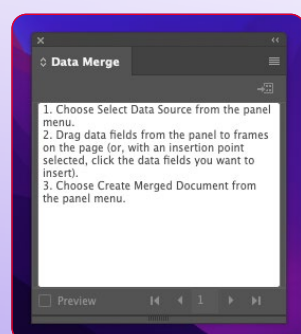 Data Merge
1. Choose Select Data Source from the panel
menu.
2. Drag data fields from the panel to frames
on the page (or, with an insertion point
selected, click the data fields you want to
insert).
3. Choose Create Merged Document from
the panel menu.
Preview
1